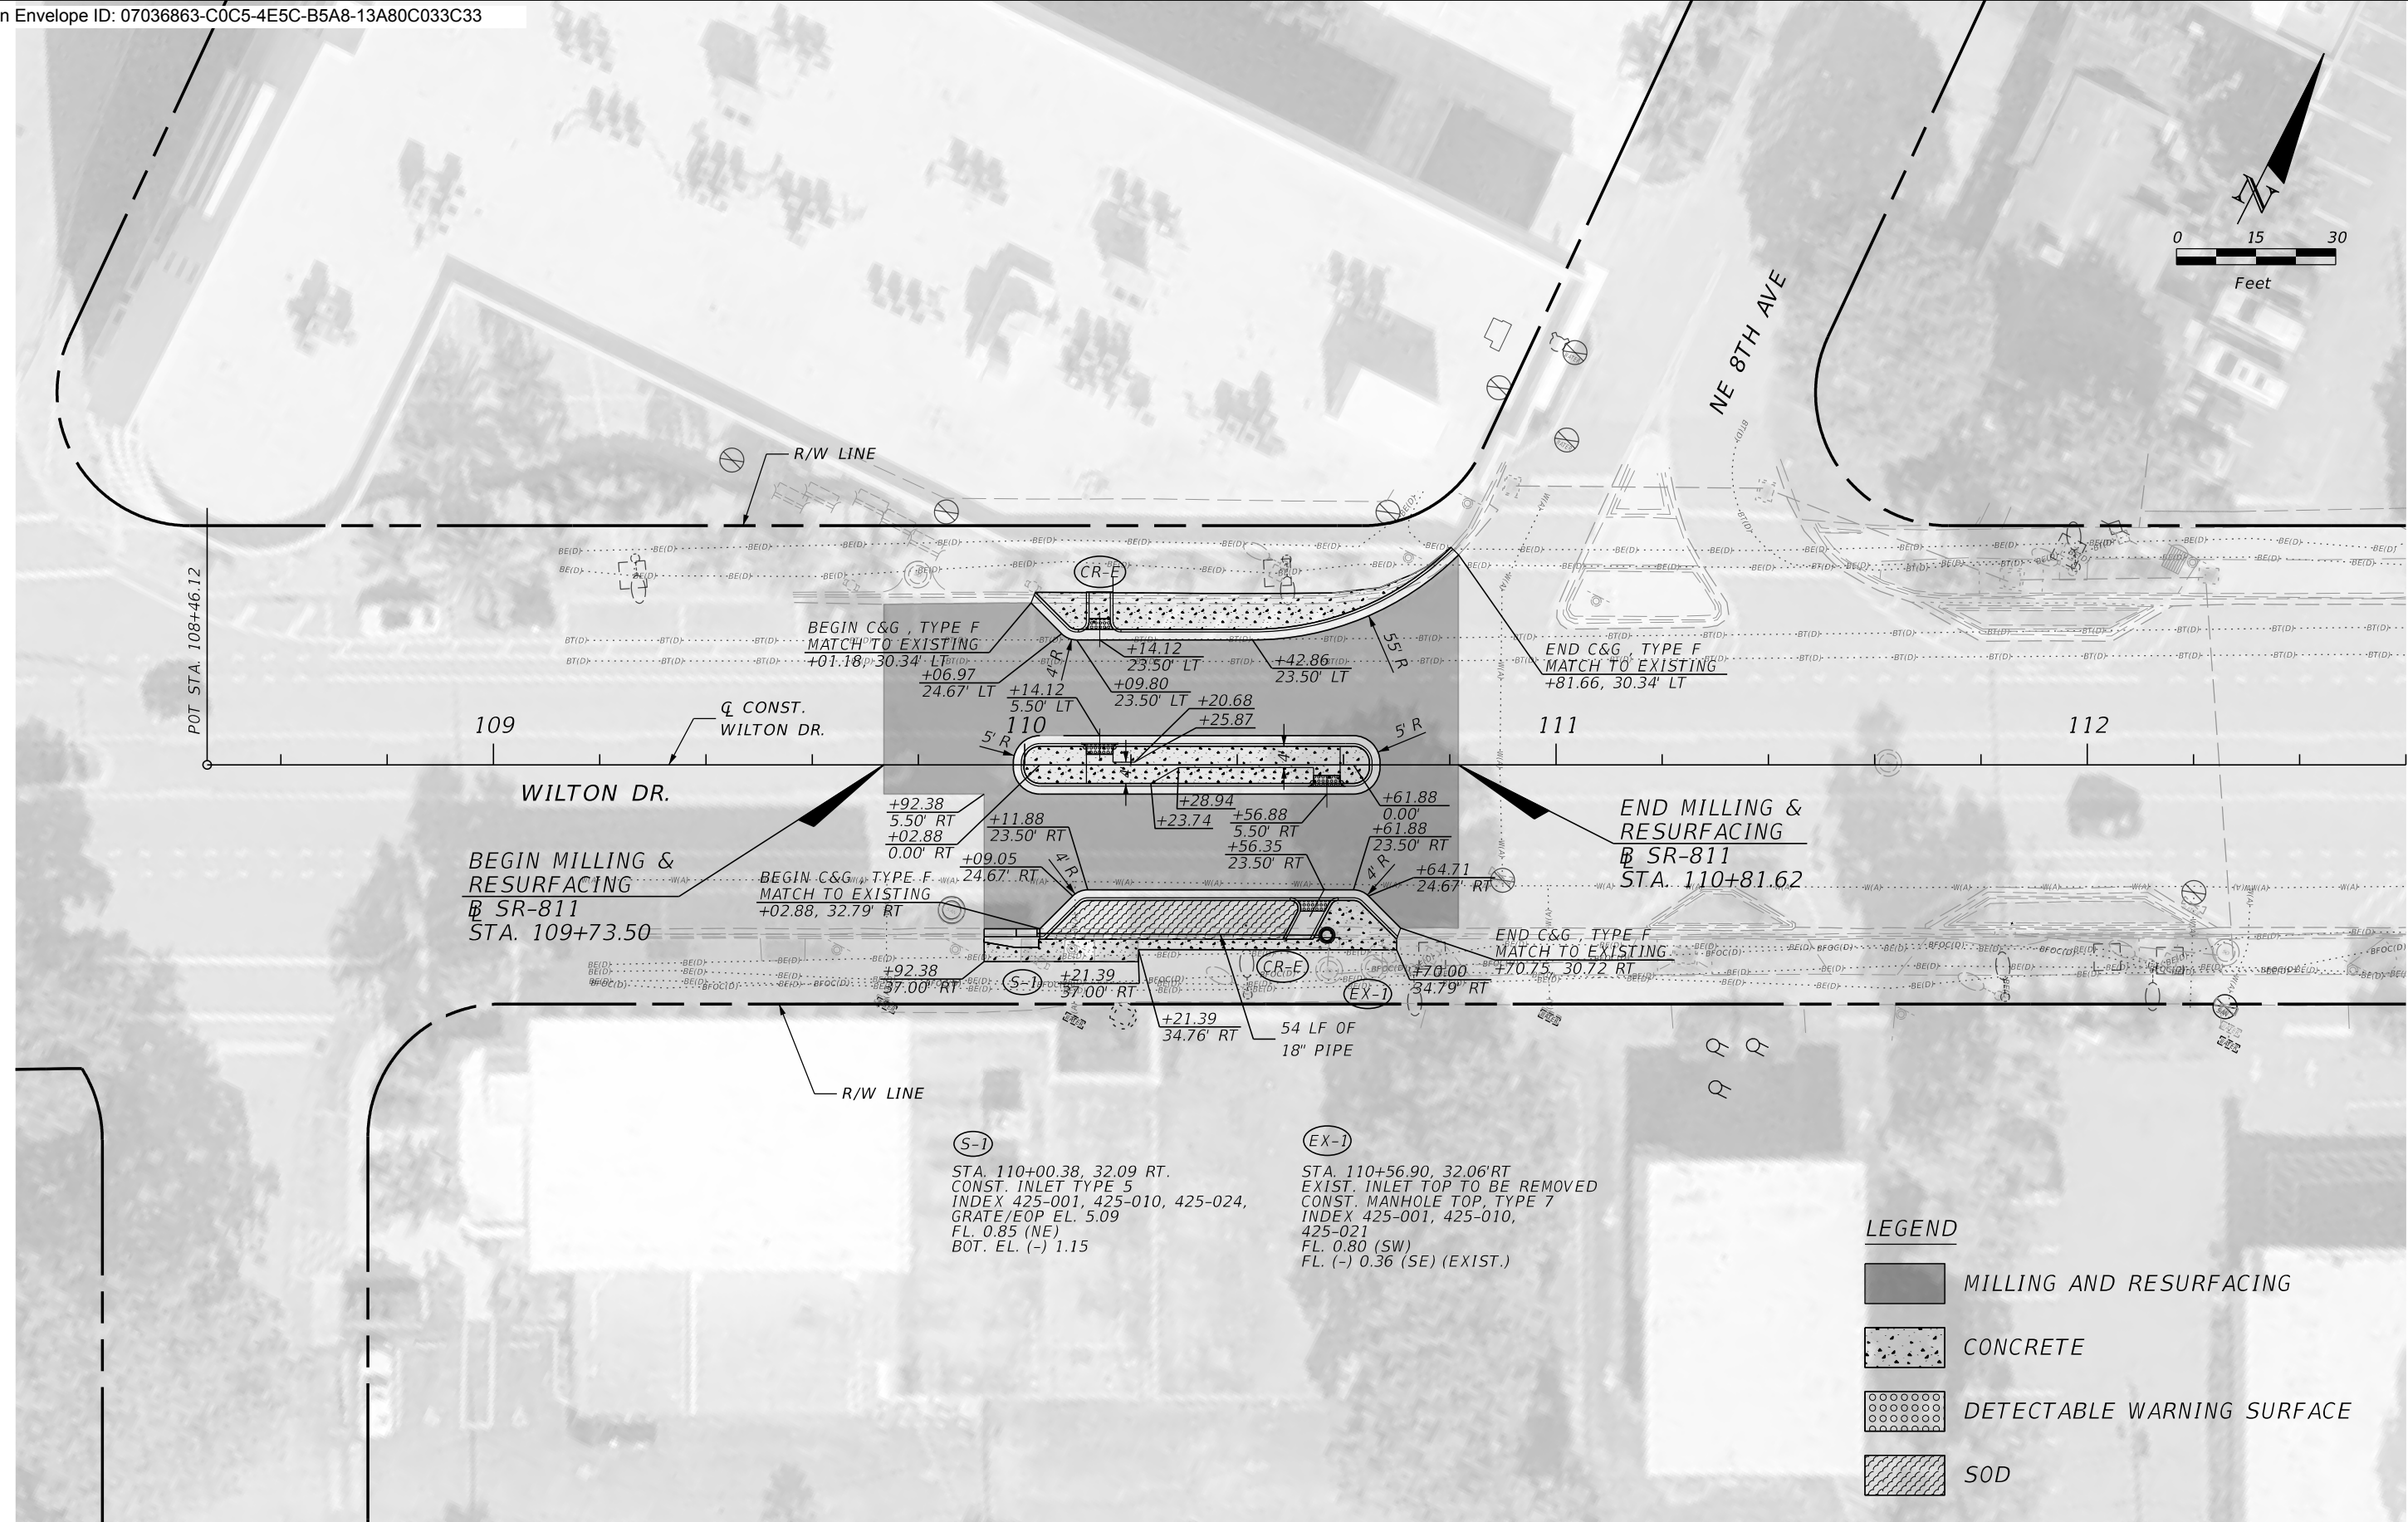 n Envelope ID: 07036863-C0C5-4E5C-B5A8-13A80C033C33
0 15 30
Feet
N
NE 8TH AVE
R/W LINE
POT STA. 108+46.12
CR-E
BEGIN C&G , TYPE F
MATCH TO EXISTING
+01.18, 30.34' LT
+06.97
24.67' LT
4' R
+14.12
23.50' LT
+09.80
23.50' LT
+42.86
23.50' LT
55' R
END C&G , TYPE F
MATCH TO EXISTING
+81.66, 30.34' LT
+14.12
5.50' LT
+20.68
+25.87
℄ CONST.
WILTON DR.
109
110
111
112
5' R
5' R
4'
4'
WILTON DR.
+92.38
5.50' RT
+02.88
0.00' RT
+28.94
+23.74
+56.88
5.50' RT
+61.88
0.00'
+11.88
23.50' RT
+56.35
23.50' RT
+61.88
23.50' RT
+09.05
24.67' RT
4' R
4' R
+64.71
24.67' RT
BEGIN MILLING &
RESURFACING
BL SR-811
STA. 109+73.50
END MILLING &
RESURFACING
BL SR-811
STA. 110+81.62
BEGIN C&G , TYPE F
MATCH TO EXISTING
+02.88, 32.79' RT
END C&G , TYPE F
MATCH TO EXISTING
+70.75, 30.72 RT
+92.38
37.00' RT
S-1
+21.39
37.00' RT
CR-E
EX-1
+70.00
34.79' RT
+21.39
34.76' RT
54 LF OF
18" PIPE
R/W LINE
S-1
STA. 110+00.38, 32.09 RT.
CONST. INLET TYPE 5
INDEX 425-001, 425-010, 425-024,
GRATE/EOP EL. 5.09
FL. 0.85 (NE)
BOT. EL. (-) 1.15
EX-1
STA. 110+56.90, 32.06'RT
EXIST. INLET TOP TO BE REMOVED
CONST. MANHOLE TOP, TYPE 7
INDEX 425-001, 425-010,
425-021
FL. 0.80 (SW)
FL. (-) 0.36 (SE) (EXIST.)
LEGEND
MILLING AND RESURFACING
CONCRETE
DETECTABLE WARNING SURFACE
SOD